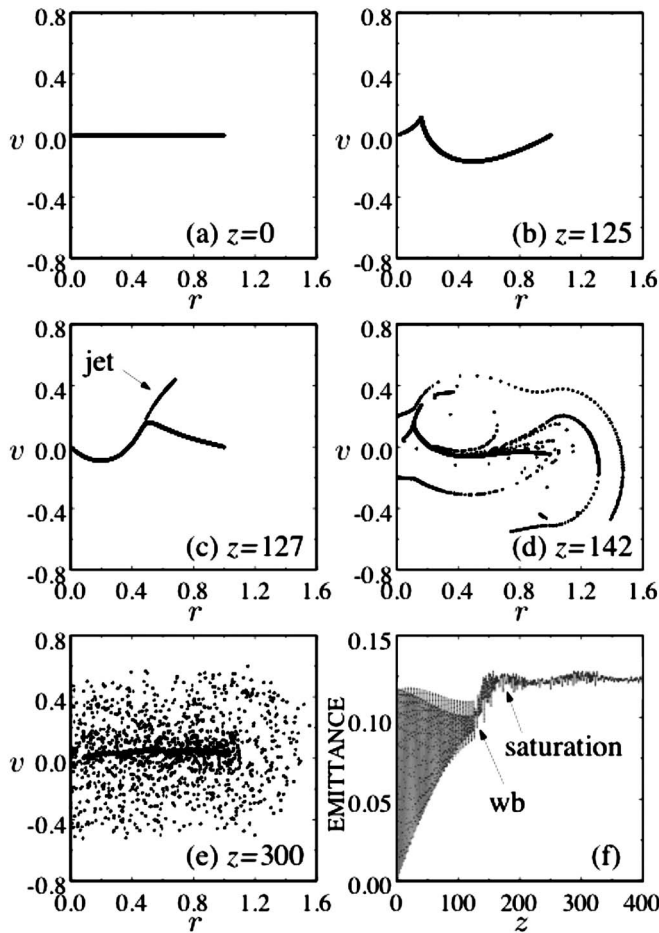 0.8 0.8
0.4 0.4
v 0.0 v 0.0
-0.4 -0.4
(a) z=0 (b) z=125
-0.8 -0.8
0.0 0.4 0.8 1.2 1.6 0.0 0.4 0.8 1.2 1.6
r r
0.8 0.8
jet
0.4 0.4
v 0.0 v 0.0
-0.4 -0.4
(c) z=127 (d) z=142
-0.8 -0.8
0.0 0.4 0.8 1.2 1.6 0.0 0.4 0.8 1.2 1.6
r r
0.8 0.15
0.4 0.10
v 0.0 EMITTANCE saturation
wb
-0.4 0.05
(e) z=300 (f)
-0.8 0.00
0.0 0.4 0.8 1.2 1.6 0 100 200 300 400
r z